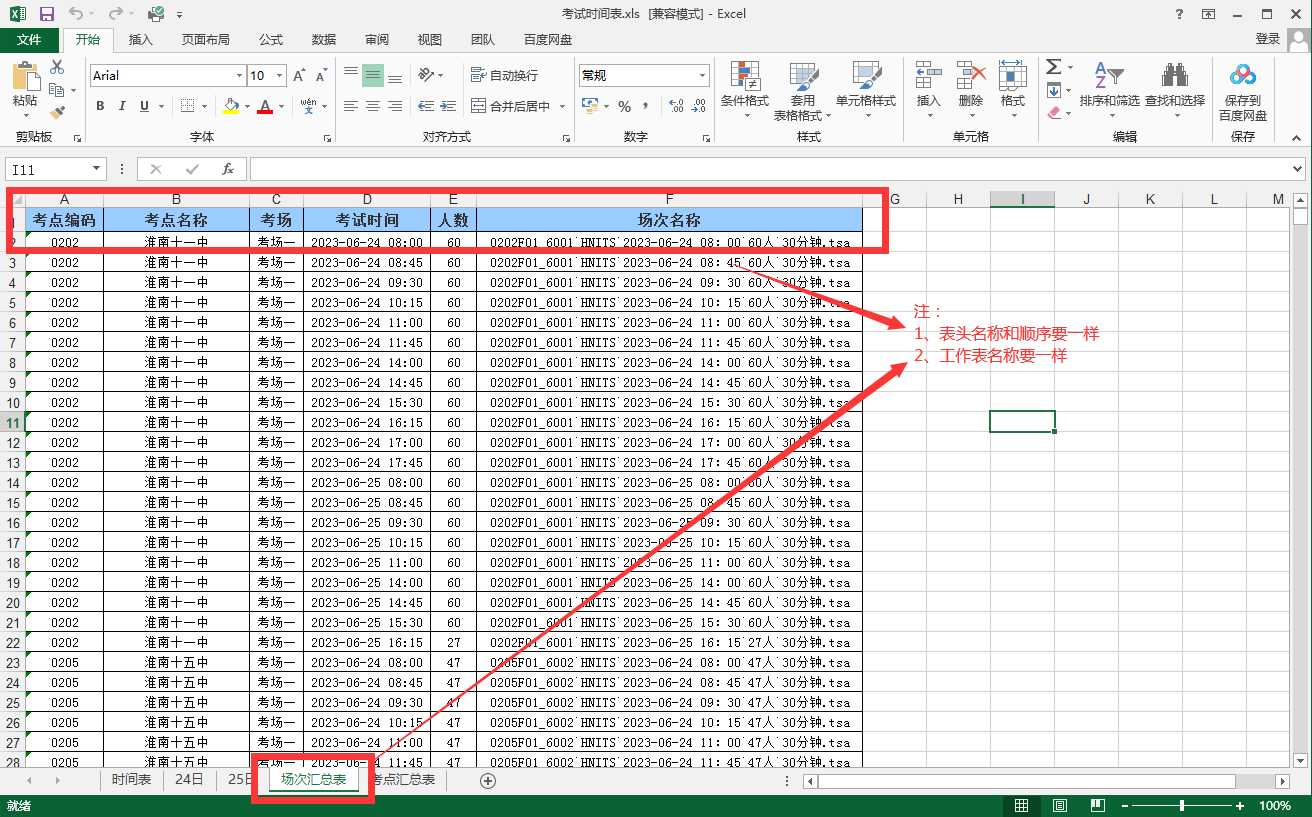 考试时间表.xls [兼容模式] - Excel
文件 开始 插入 页面布局 公式 数据 审阅 视图 团队 百度网盘 登录
粘贴 Arial 10 自动换行 常规 条件格式 套用 单元格样式 插入 删除 格式 排序和筛选 查找和选择 保存到
B I U 合并后居中 表格格式 百度网盘
剪贴板 字体 对齐方式 数字 样式 单元格 编辑 保存
I11 fx
A B C D E F G H I J K L M
1 考点编码 考点名称 考场 考试时间 人数 场次名称
2 0202 淮南十一中 考场一 2023-06-24 08:00 60 0202F01_6001`HNITS`2023-06-24 08：00`60人`30分钟.tsa
3 0202 淮南十一中 考场一 2023-06-24 08:45 60 0202F01_6001`HNITS`2023-06-24 08：45`60人`30分钟.tsa
4 0202 淮南十一中 考场一 2023-06-24 09:30 60 0202F01_6001`HNITS`2023-06-24 09：30`60人`30分钟.tsa
5 0202 淮南十一中 考场一 2023-06-24 10:15 60 0202F01_6001`HNITS`2023-06-24 10：15`60人`30分钟.tsa
6 0202 淮南十一中 考场一 2023-06-24 11:00 60 0202F01_6001`HNITS`2023-06-24 11：00`60人`30分钟.tsa
7 0202 淮南十一中 考场一 2023-06-24 11:45 60 0202F01_6001`HNITS`2023-06-24 11：45`60人`30分钟.tsa
8 0202 淮南十一中 考场一 2023-06-24 14:00 60 0202F01_6001`HNITS`2023-06-24 14：00`60人`30分钟.tsa
9 0202 淮南十一中 考场一 2023-06-24 14:45 60 0202F01_6001`HNITS`2023-06-24 14：45`60人`30分钟.tsa
10 0202 淮南十一中 考场一 2023-06-24 15:30 60 0202F01_6001`HNITS`2023-06-24 15：30`60人`30分钟.tsa
11 0202 淮南十一中 考场一 2023-06-24 16:15 60 0202F01_6001`HNITS`2023-06-24 16：15`60人`30分钟.tsa
12 0202 淮南十一中 考场一 2023-06-24 17:00 60 0202F01_6001`HNITS`2023-06-24 17：00`60人`30分钟.tsa
13 0202 淮南十一中 考场一 2023-06-24 17:45 60 0202F01_6001`HNITS`2023-06-24 17：45`60人`30分钟.tsa
14 0202 淮南十一中 考场一 2023-06-25 08:00 60 0202F01_6001`HNITS`2023-06-25 08：00`60人`30分钟.tsa
15 0202 淮南十一中 考场一 2023-06-25 08:45 60 0202F01_6001`HNITS`2023-06-25 08：45`60人`30分钟.tsa
16 0202 淮南十一中 考场一 2023-06-25 09:30 60 0202F01_6001`HNITS`2023-06-25 09：30`60人`30分钟.tsa
17 0202 淮南十一中 考场一 2023-06-25 10:15 60 0202F01_6001`HNITS`2023-06-25 10：15`60人`30分钟.tsa
18 0202 淮南十一中 考场一 2023-06-25 11:00 60 0202F01_6001`HNITS`2023-06-25 11：00`60人`30分钟.tsa
19 0202 淮南十一中 考场一 2023-06-25 14:00 60 0202F01_6001`HNITS`2023-06-25 14：00`60人`30分钟.tsa
20 0202 淮南十一中 考场一 2023-06-25 14:45 60 0202F01_6001`HNITS`2023-06-25 14：45`60人`30分钟.tsa
21 0202 淮南十一中 考场一 2023-06-25 15:30 60 0202F01_6001`HNITS`2023-06-25 15：30`60人`30分钟.tsa
22 0202 淮南十一中 考场一 2023-06-25 16:15 27 0202F01_6001`HNITS`2023-06-25 16：15`27人`30分钟.tsa
23 0205 淮南十五中 考场一 2023-06-24 08:00 47 0205F01_6002`HNITS`2023-06-24 08：00`47人`30分钟.tsa
24 0205 淮南十五中 考场一 2023-06-24 08:45 47 0205F01_6002`HNITS`2023-06-24 08：45`47人`30分钟.tsa
25 0205 淮南十五中 考场一 2023-06-24 09:30 47 0205F01_6002`HNITS`2023-06-24 09：30`47人`30分钟.tsa
26 0205 淮南十五中 考场一 2023-06-24 10:15 47 0205F01_6002`HNITS`2023-06-24 10：15`47人`30分钟.tsa
27 0205 淮南十五中 考场一 2023-06-24 11:00 47 0205F01_6002`HNITS`2023-06-24 11：00`47人`30分钟.tsa
28 0205 淮南十五中 考场一 2023-06-24 11:45 47 0205F01_6002`HNITS`2023-06-24 11：45`47人`30分钟.tsa
注：
1、表头名称和顺序要一样
2、工作表名称要一样
时间表 24日 25日 场次汇总表 考点汇总表
就绪 100%